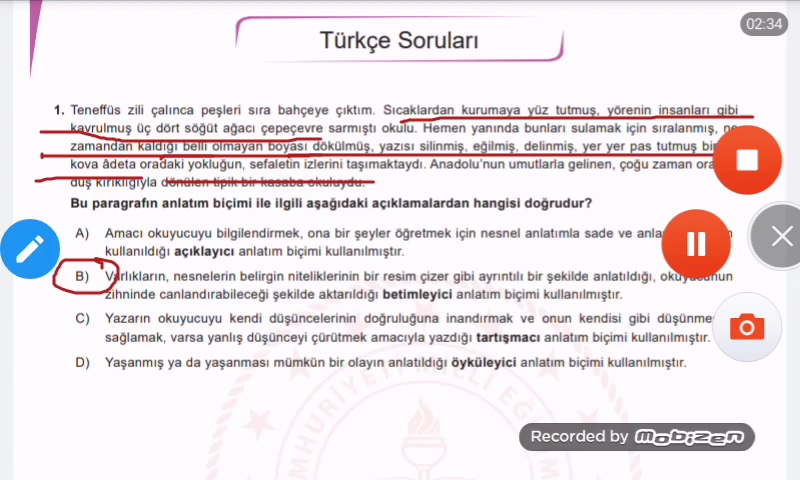 02:34
Türkçe Soruları
1. Teneffüs zili çalınca peşleri sıra bahçeye çıktım. Sıcaklardan kurumaya yüz tutmuş, yörenin insanları gibi
kavrulmuş üç dört söğüt ağacı çepeçevre sarmıştı okulu. Hemen yanında bunları sulamak için sıralanmış,
zamandan kaldığı belli olmayan boyası dökülmüş, yazısı silinmiş, eğilmiş, delinmiş, yer yer pas tutmuş
kova âdeta oradaki yokluğun, sefaletin izlerini taşımaktaydı. Anadolu'nun umutlarla gelinen, çoğu zaman
düş kırıklığıyla dönülen tipik bir kasaba okuluydu.
Bu paragrafın anlatım biçimi ile ilgili aşağıdaki açıklamalardan hangisi doğrudur?
A) Amacı okuyucuyu bilgilendirmek, ona bir şeyler öğretmek için nesnel anlatımla sade ve
kullanıldığı açıklayıcı anlatım biçimi kullanılmıştır.
B) Varlıkların, nesnelerin belirgin niteliklerinin bir resim çizer gibi ayrıntılı bir şekilde anlatıldığı, okuyucunun
zihninde canlandırabileceği şekilde aktarıldığı betimleyici anlatım biçimi kullanılmıştır.
C) Yazarın okuyucuyu kendi düşüncelerinin doğruluğuna inandırmak ve onun kendisi gibi
sağlamak, varsa yanlış düşünceyi çürütmek amacıyla yazdığı tartışmacı anlatım biçimi kullanılmıştır.
D) Yaşanmış ya da yaşanması mümkün bir olayın anlatıldığı öyküleyici anlatım biçimi kullanılmıştır.
Recorded by mobizen